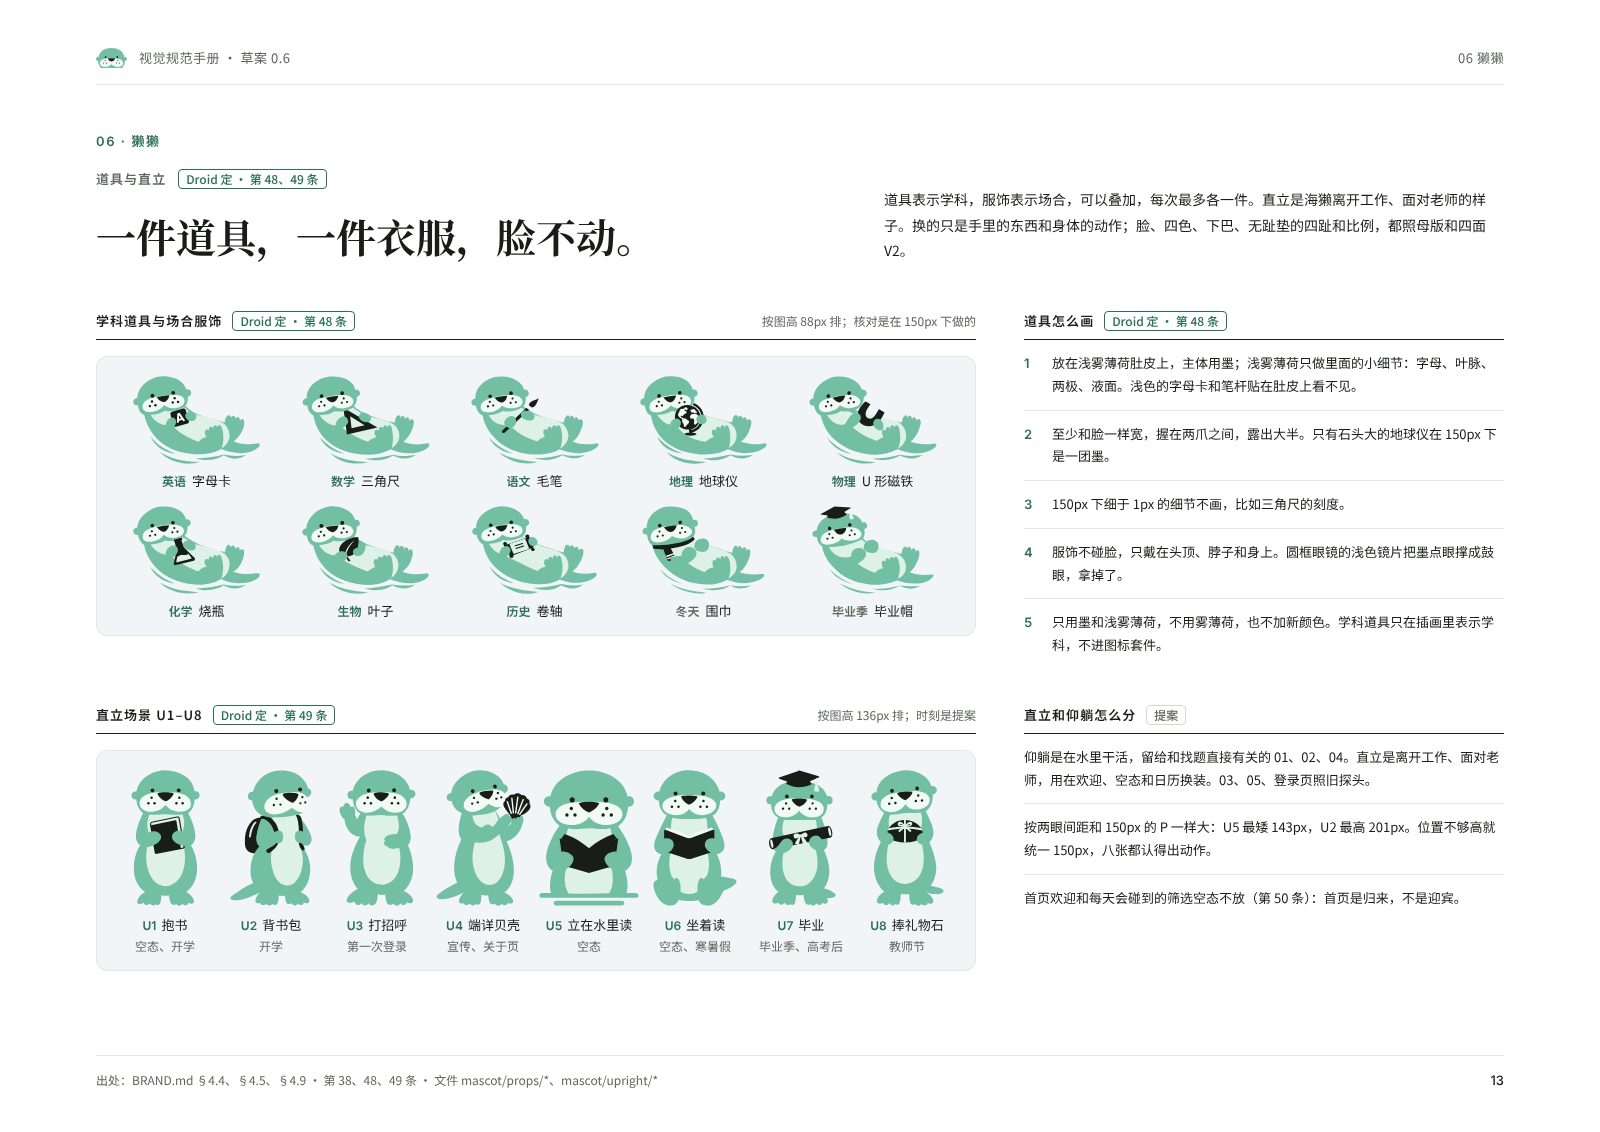 视觉规范手册 · 草案 0.6
06 獭獭
06 · 獭獭
道具与直立 Droid 定 · 第 48、49 条
一件道具，一件衣服，脸不动。
道具表示学科，服饰表示场合，可以叠加，每次最多各一件。直立是海獭离开工作、面对老师的样
子。换的只是手里的东西和身体的动作；脸、四色、下巴、无趾垫的四趾和比例，都照母版和四面
V2。
学科道具与场合服饰 Droid 定 · 第 48 条
按图高 88px 排；核对是在 150px 下做的
A
英语 字母卡
数学 三角尺
语文 毛笔
地理 地球仪
物理 U 形磁铁
化学 烧瓶
生物 叶子
历史 卷轴
冬天 围巾
毕业季 毕业帽
道具怎么画 Droid 定 · 第 48 条
1 放在浅雾薄荷肚皮上，主体用墨；浅雾薄荷只做里面的小细节：字母、叶脉、
两极、液面。浅色的字母卡和笔杆贴在肚皮上看不见。
2 至少和脸一样宽，握在两爪之间，露出大半。只有石头大的地球仪在 150px 下
是一团墨。
3 150px 下细于 1px 的细节不画，比如三角尺的刻度。
4 服饰不碰脸，只戴在头顶、脖子和身上。圆框眼镜的浅色镜片把墨点眼撑成鼓
眼，拿掉了。
5 只用墨和浅雾薄荷，不用雾薄荷，也不加新颜色。学科道具只在插画里表示学
科，不进图标套件。
直立场景 U1–U8 Droid 定 · 第 49 条
按图高 136px 排；时刻是提案
U1 抱书
空态、开学
U2 背书包
开学
U3 打招呼
第一次登录
U4 端详贝壳
宣传、关于页
U5 立在水里读
空态
U6 坐着读
空态、寒暑假
U7 毕业
毕业季、高考后
U8 捧礼物石
教师节
直立和仰躺怎么分 提案
仰躺是在水里干活，留给和找题直接有关的 01、02、04。直立是离开工作、面对老
师，用在欢迎、空态和日历换装。03、05、登录页照旧探头。
按两眼间距和 150px 的 P 一样大：U5 最矮 143px，U2 最高 201px。位置不够高就
统一 150px，八张都认得出动作。
首页欢迎和每天会碰到的筛选空态不放（第 50 条）：首页是归来，不是迎宾。
出处：BRAND.md §4.4、§4.5、§4.9 · 第 38、48、49 条 · 文件 mascot/props/*、mascot/upright/*
13